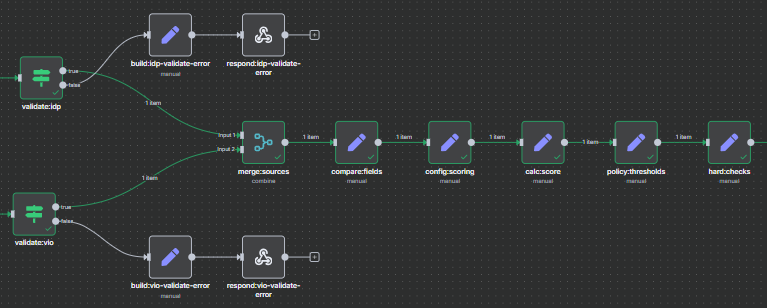 build:idp-validate-error
manual
respond:idp-validate-
error
true
false
validate:idp
1 item
Input 1
Input 2
1 item
1 item
1 item
1 item
1 item
1 item
merge:sources
combine
compare:fields
manual
config:scoring
manual
calc:score
manual
policy:thresholds
manual
hard:checks
manual
true
false
validate:vio
build:vio-validate-error
manual
respond:vio-validate-
error